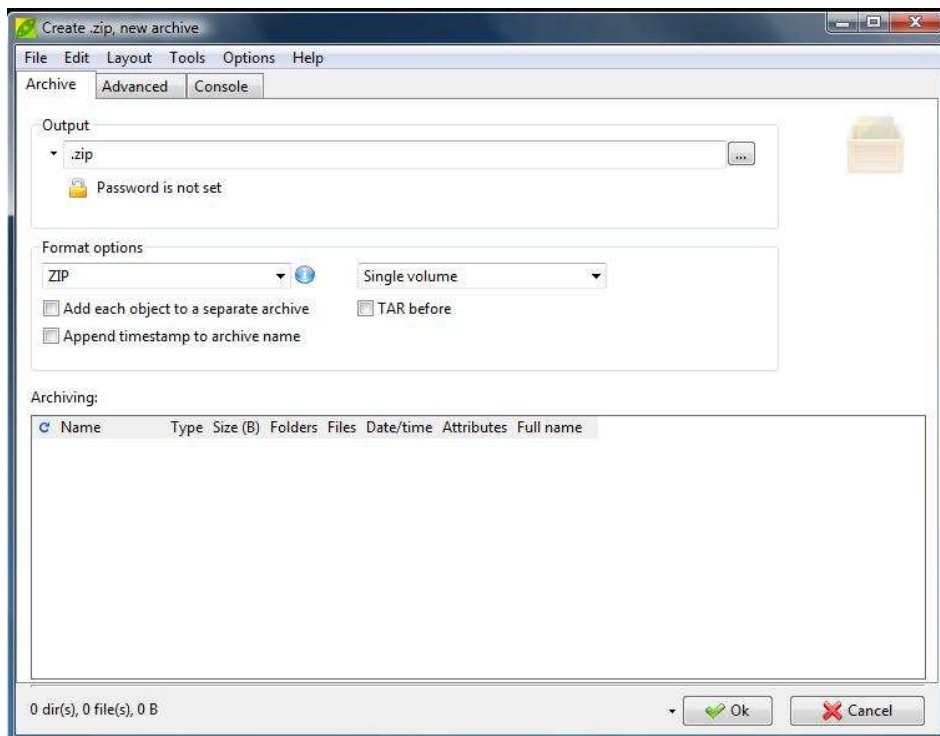 Create .zip, new archive
File Edit Layout Tools Options Help
Archive Advanced Console
Output
.zip ...
Password is not set
Format options
ZIP Single volume
Add each object to a separate archive TAR before
Append timestamp to archive name
Archiving:
Name Type Size (B) Folders Files Date/time Attributes Full name
0 dir(s), 0 file(s), 0 B Ok Cancel